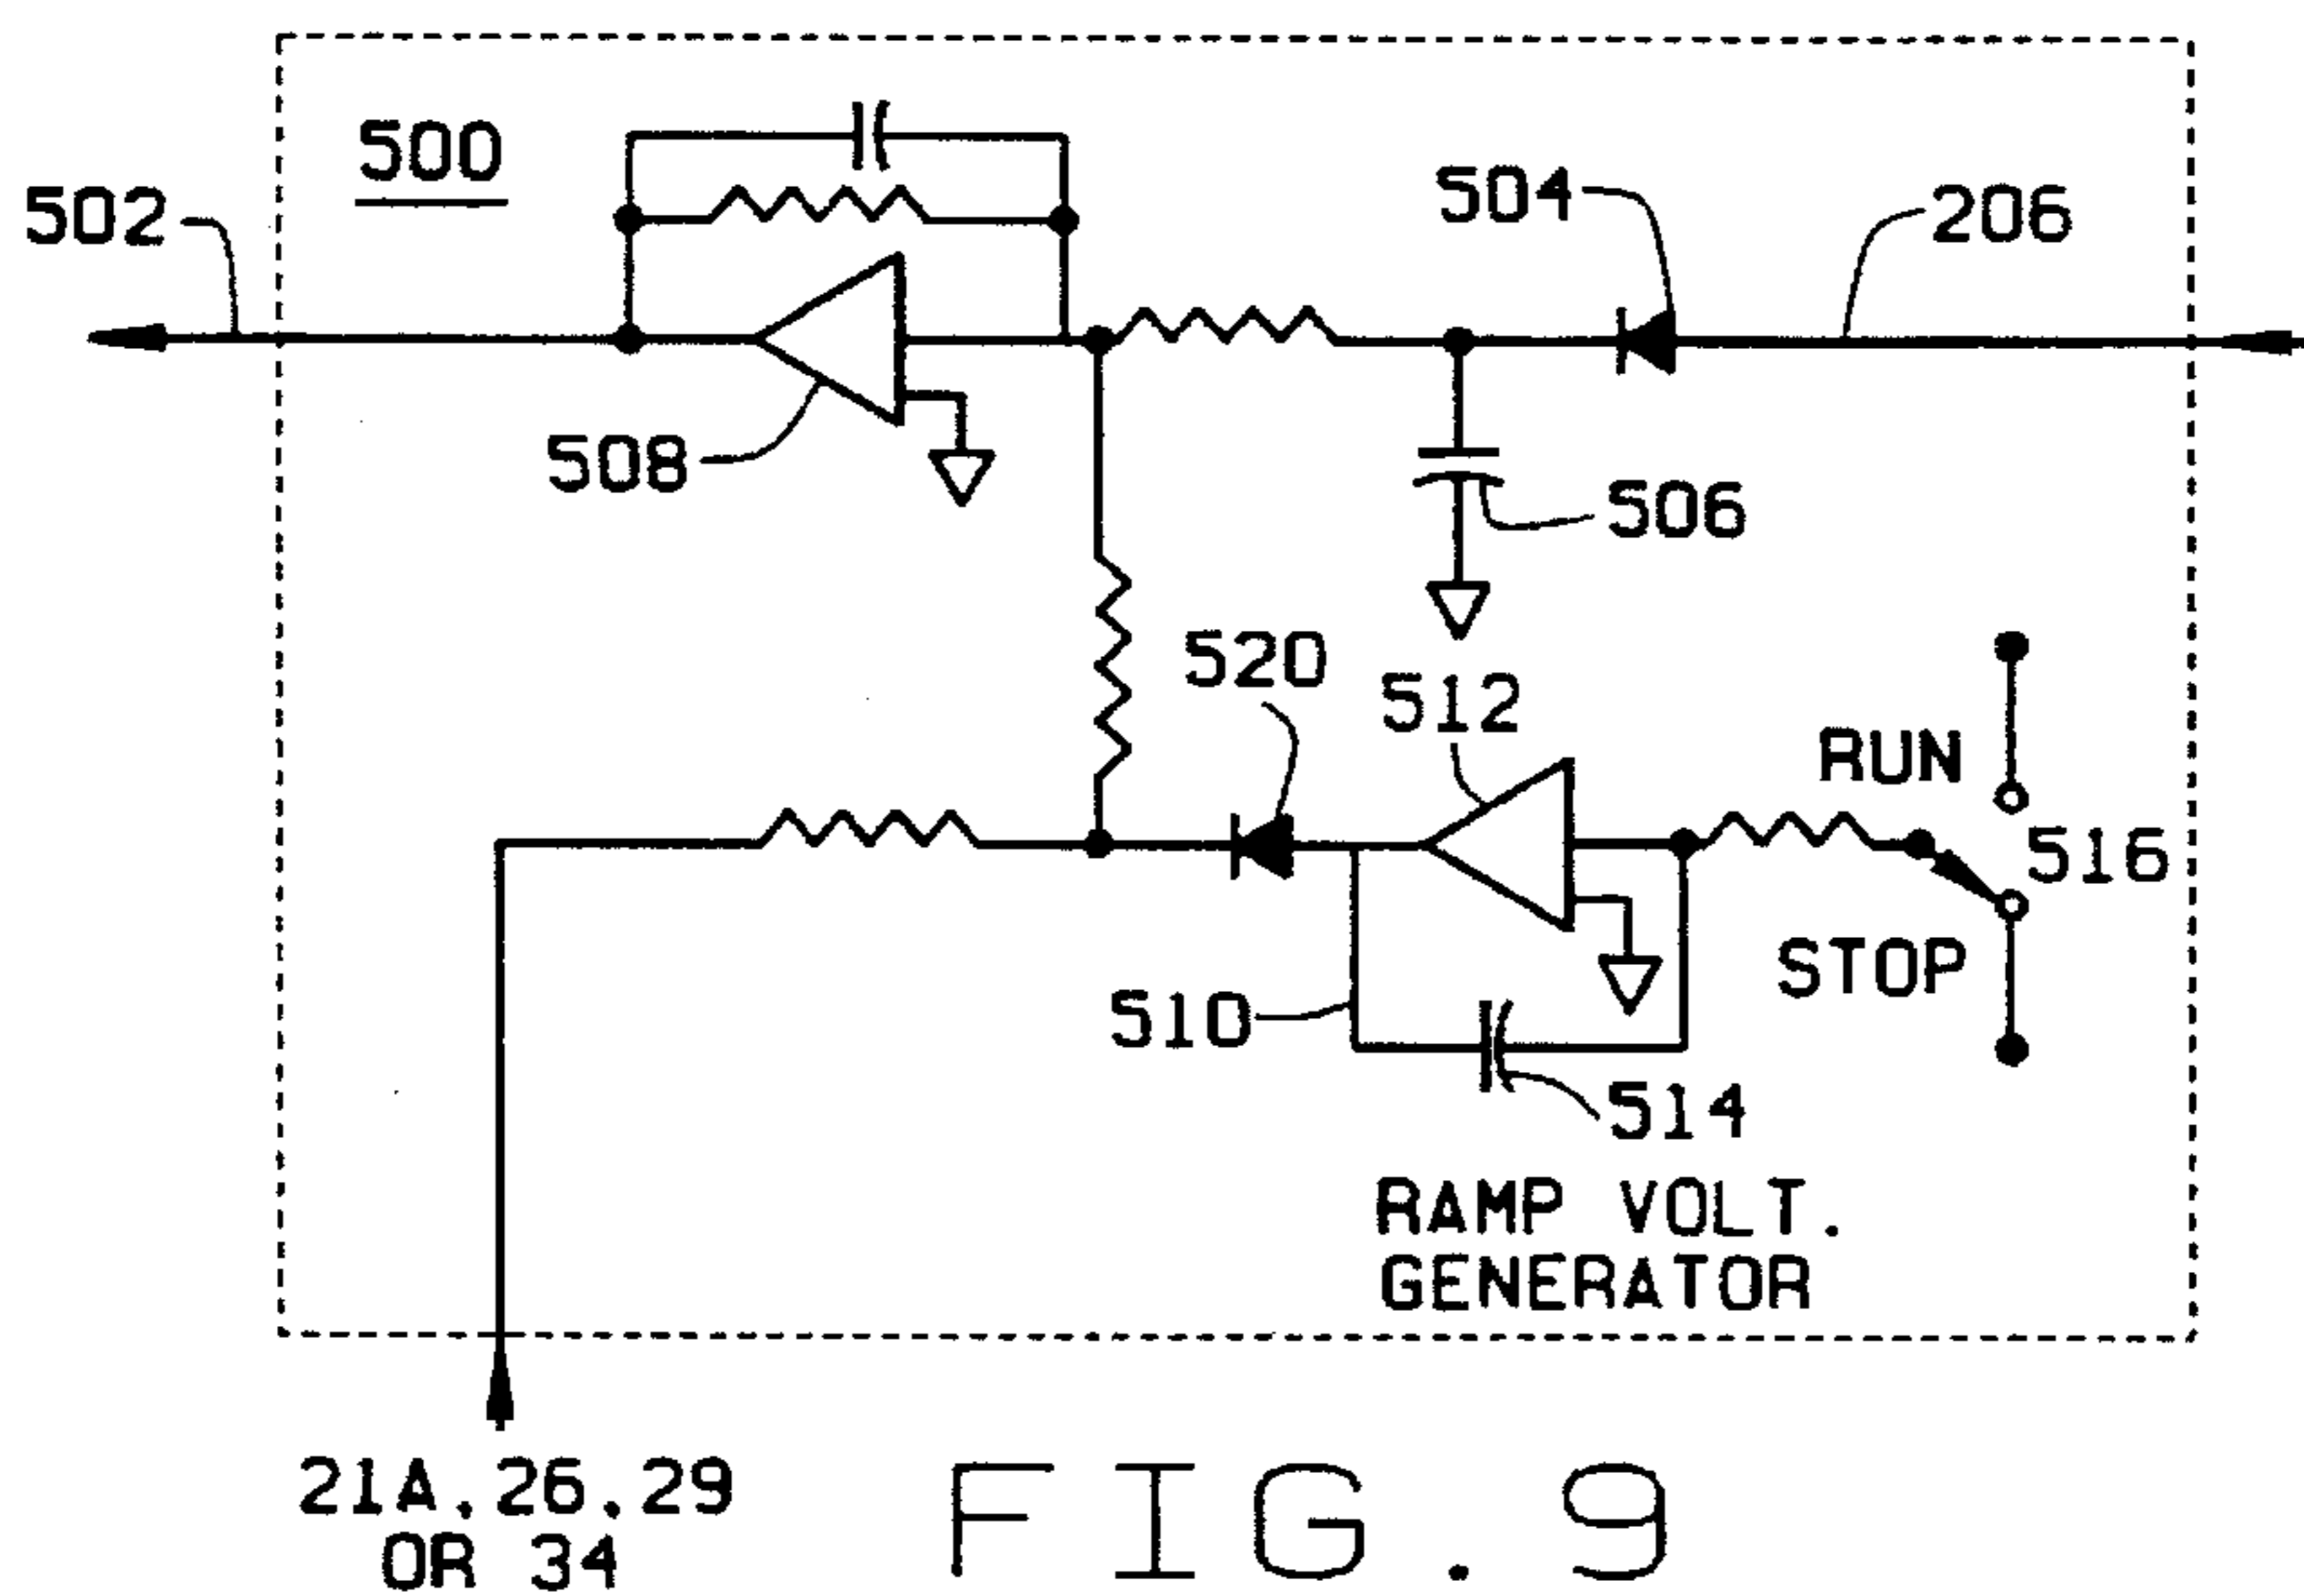 500
502
504
206
508
506
520
512
RUN
516
STOP
510
514
RAMP VOLT.
GENERATOR
21A,26,29
OR 34
FIG.9